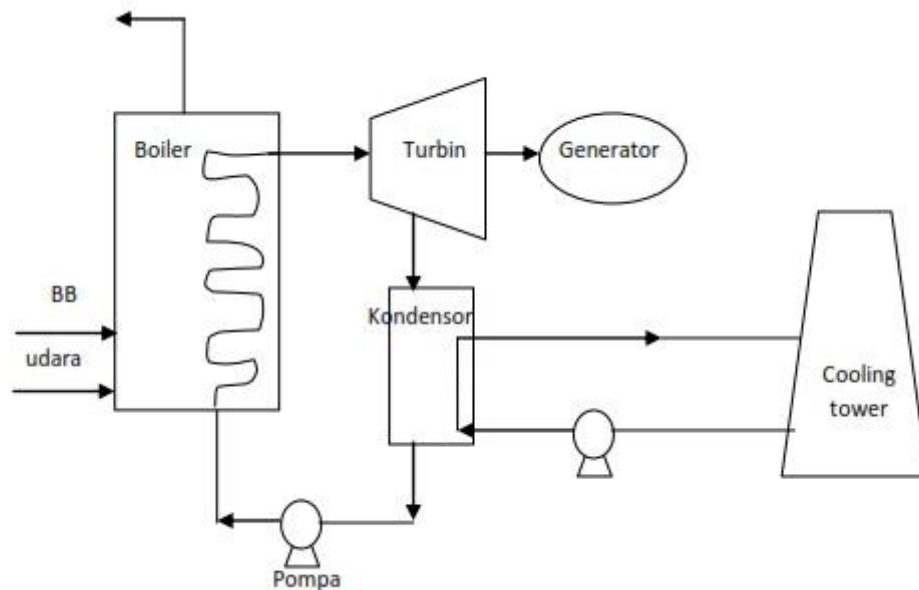 Boiler
Turbin
Generator
BB
udara
Kondensor
Cooling
tower
Pompa